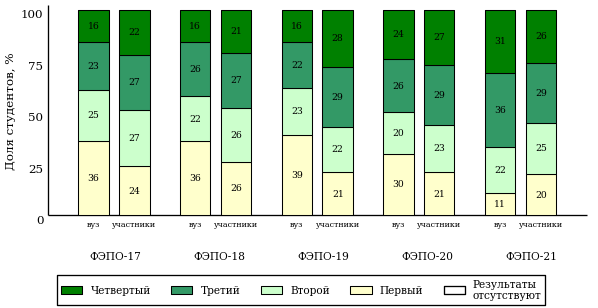 Доля студентов, %
100
75
50
25
0
16 22 16 21 16 28 24 27 31 26
23 27 26 27 22 29 26 29 36 29
25 27 22 26 23 22 20 23 22 25
36 24 36 26 39 21 30 21 11 20
вуз участники вуз участники вуз участники вуз участники вуз участники
ФЭПО-17 ФЭПО-18 ФЭПО-19 ФЭПО-20 ФЭПО-21
Четвертый Третий Второй Первый Результаты
отсутствуют